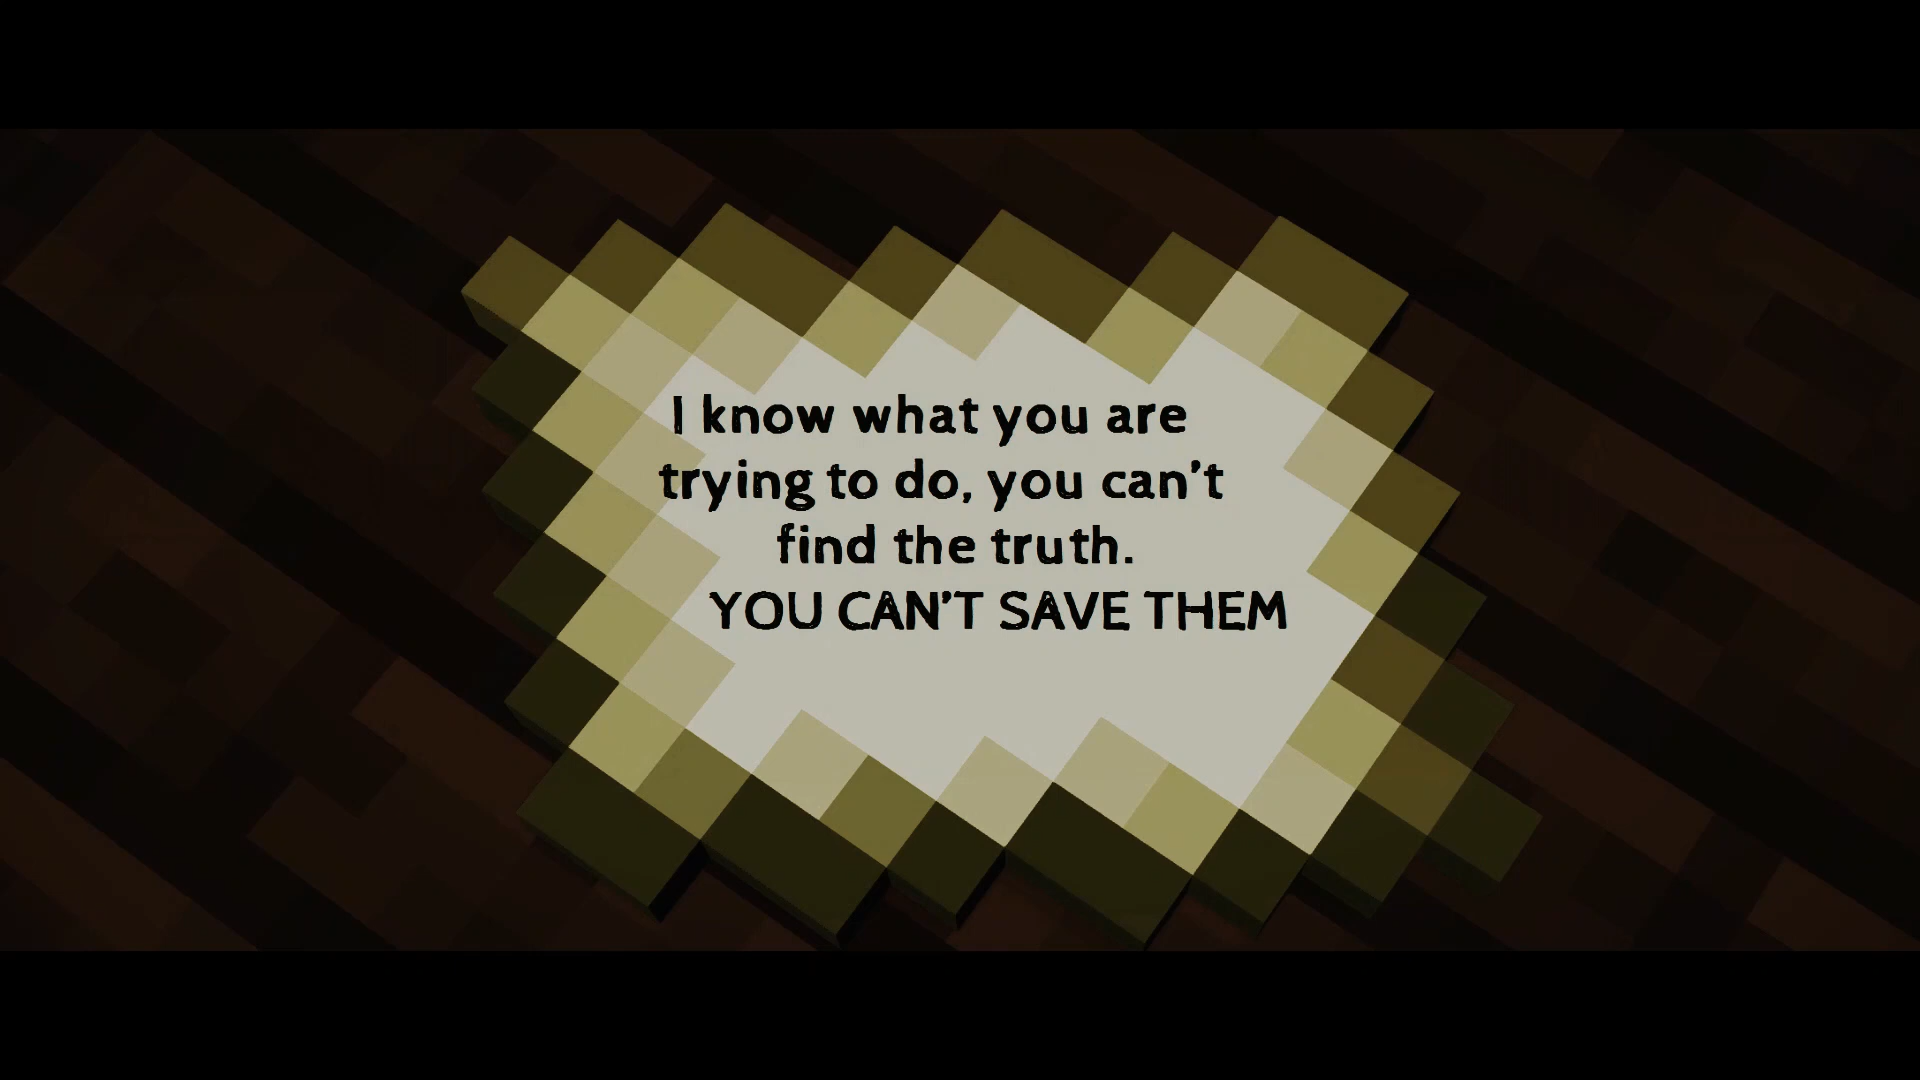 I know what you are
trying to do, you can't
find the truth.
YOU CAN'T SAVE THEM